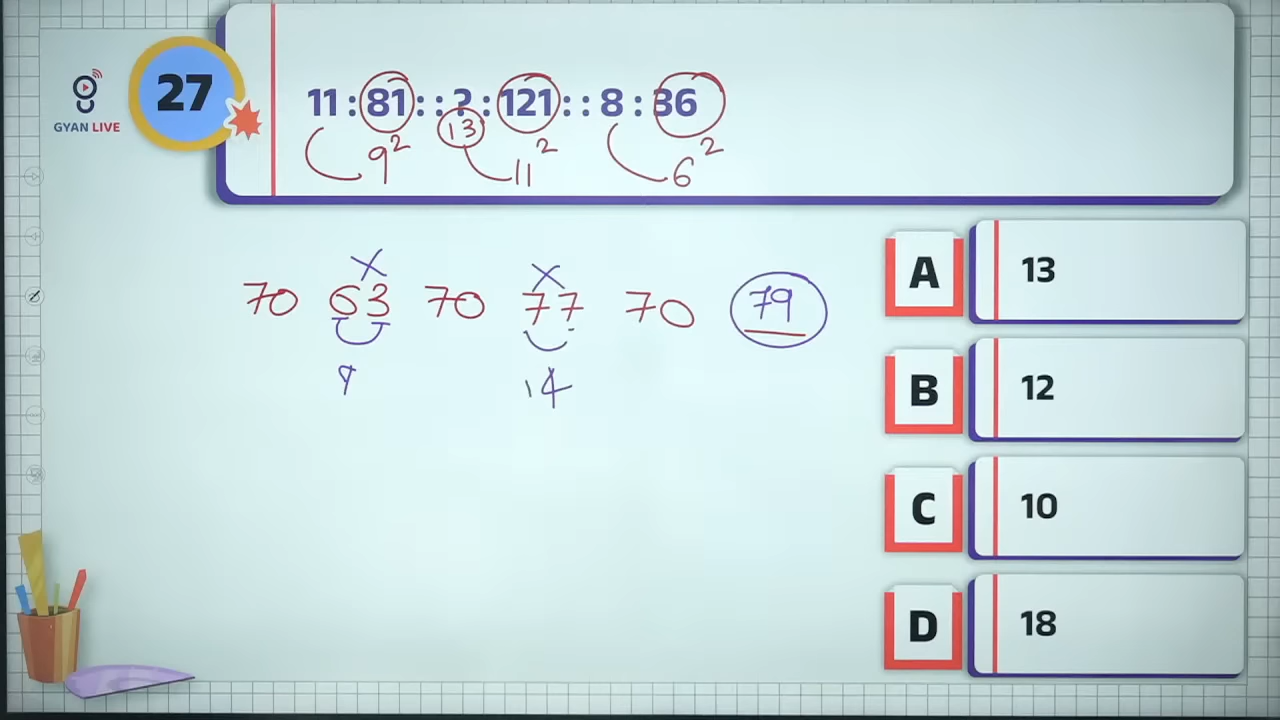 27
GYAN LIVE
11 : 81 : : ? : 121 : : 8 : 36
13
9² 11² 6²
70 63 70 77 70 79
9 14
A 13
B 12
C 10
D 18